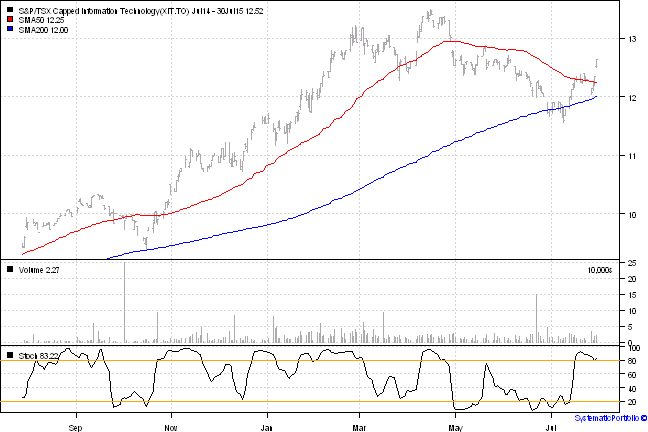 S&P/TSX Capped Information Technology(XIT.TO) Jul14 - 30Jul15 12.52
SMA50 12.25
SMA200 12.00
13
12
11
10
Volume 2.27
10,000s
25
20
15
10
5
0
Stoch 83.22
100
80
60
40
20
Sep
Nov
Jan
Mar
May
Jul
SystematicPortfolio ©